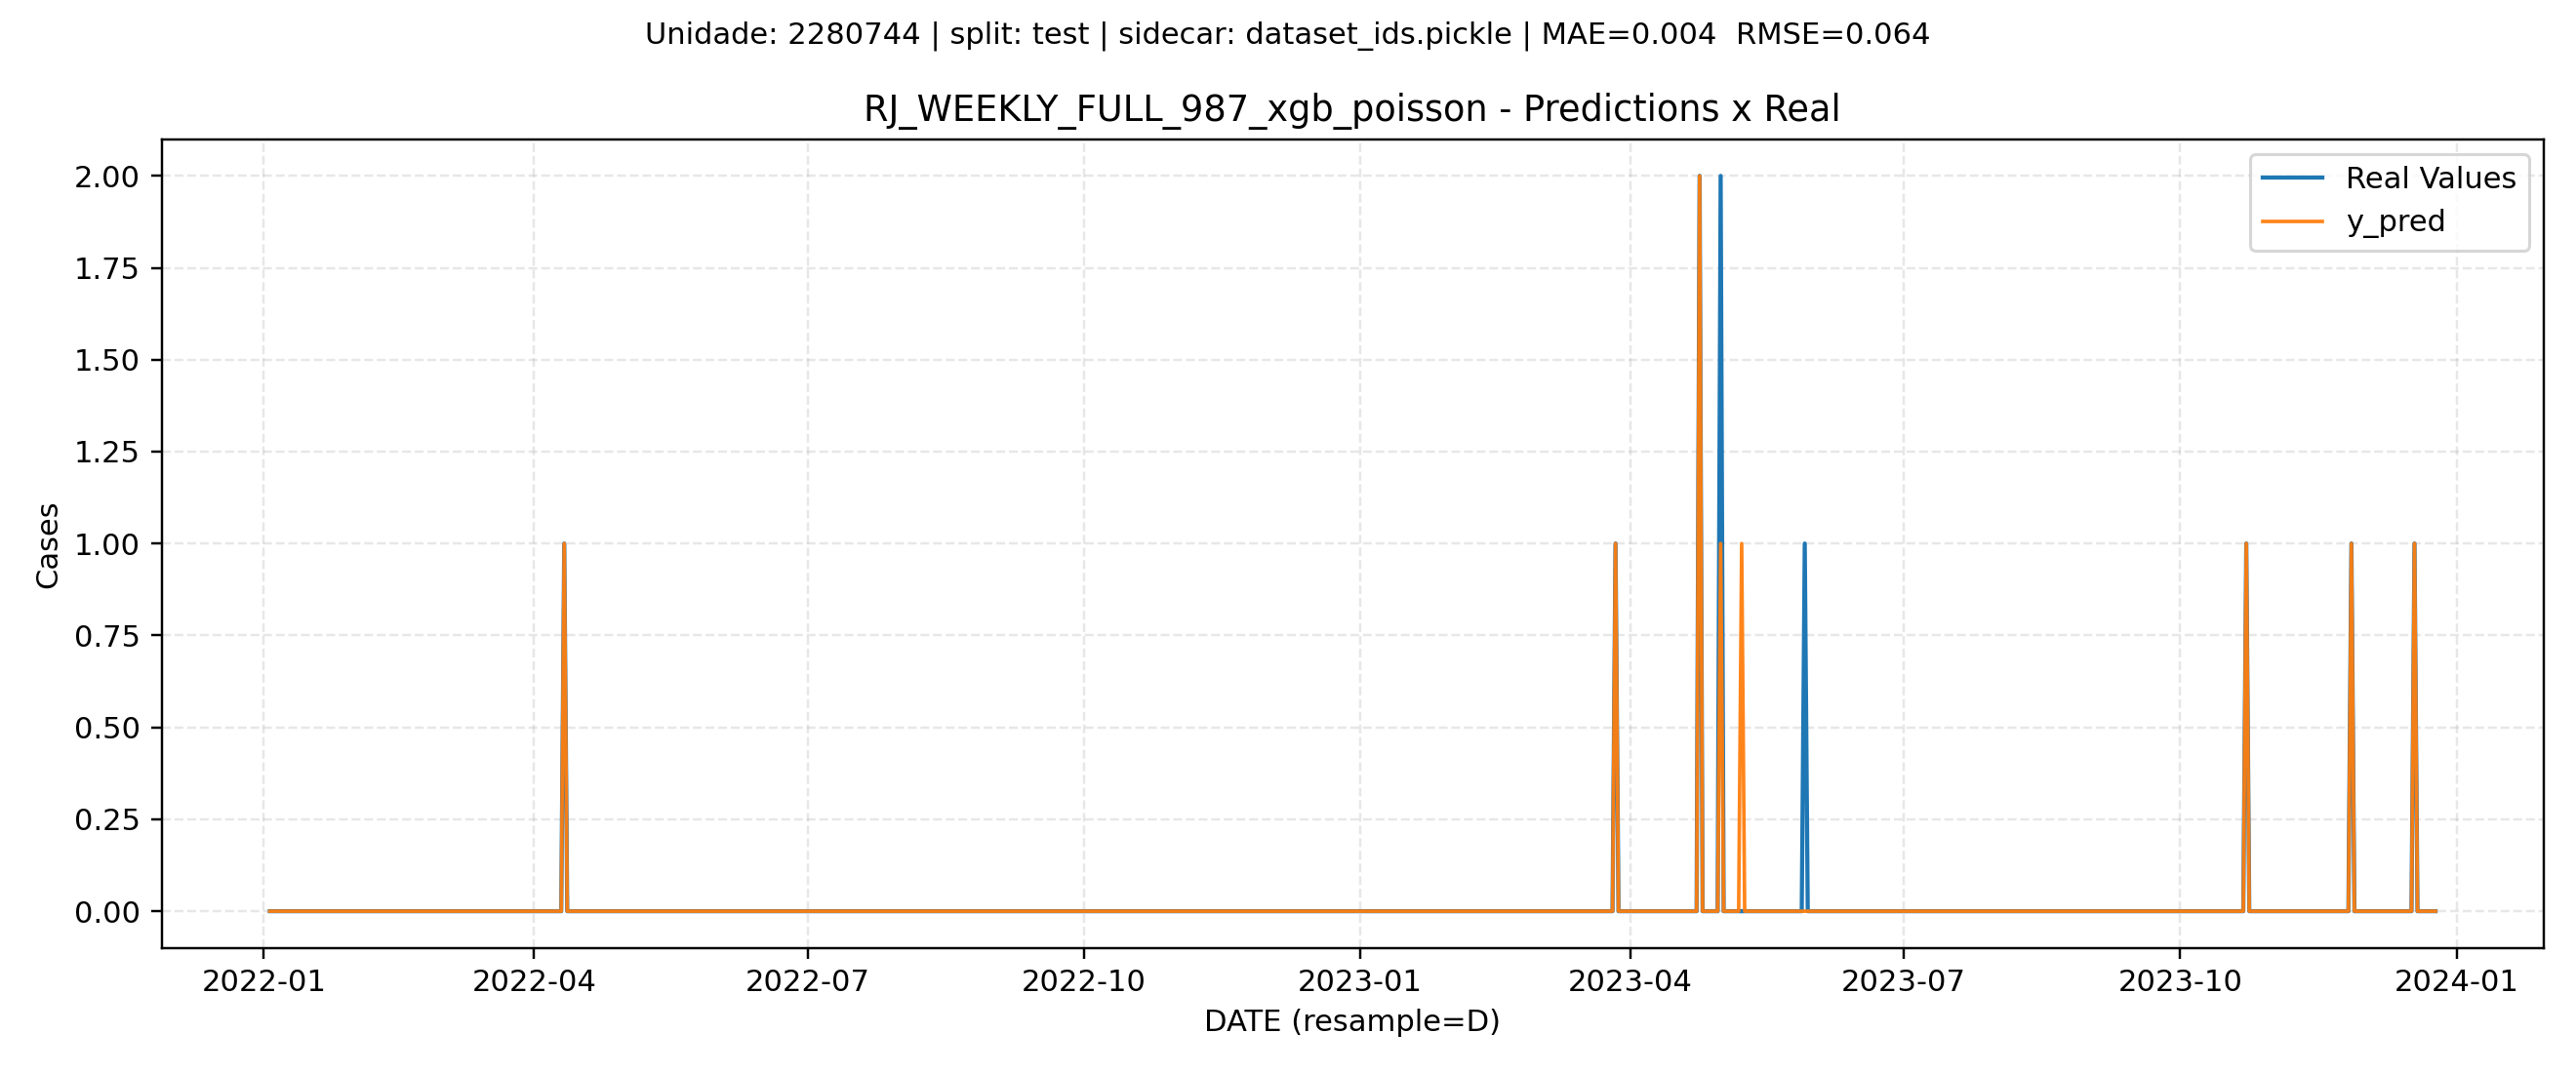 Unidade: 2280744 | split: test | sidecar: dataset_ids.pickle | MAE=0.004  RMSE=0.064
RJ_WEEKLY_FULL_987_xgb_poisson - Predictions x Real
Real Values
y_pred
2.00
1.75
1.50
1.25
1.00
0.75
0.50
0.25
0.00
Cases
2022-01 2022-04 2022-07 2022-10 2023-01 2023-04 2023-07 2023-10 2024-01
DATE (resample=D)